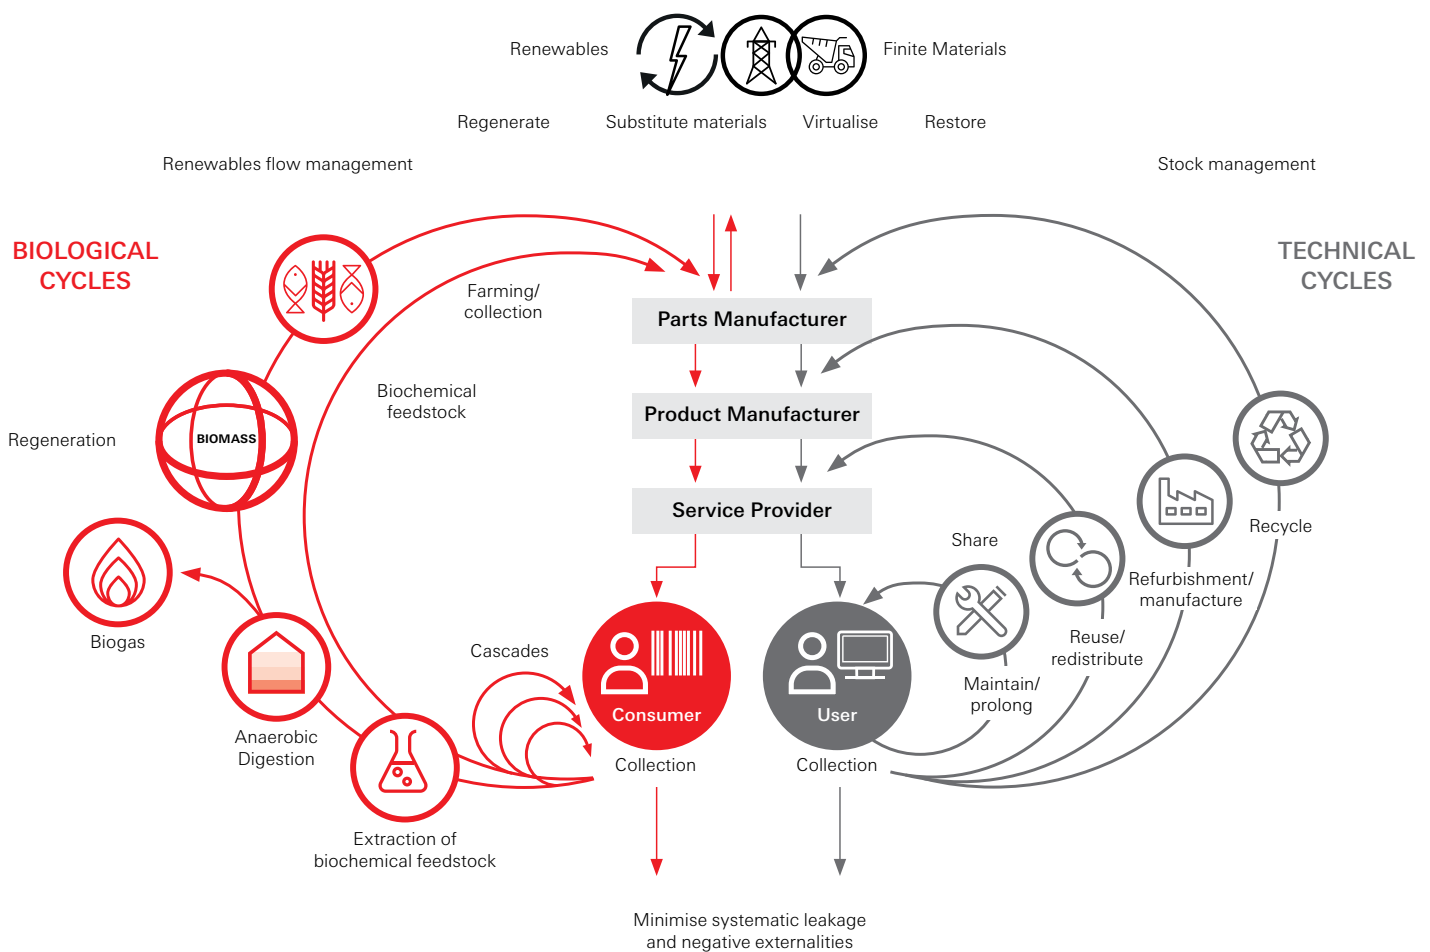 Renewables
Finite Materials
Regenerate
Substitute materials
Virtualise
Restore
Renewables flow management
Stock management
BIOLOGICAL
CYCLES
TECHNICAL
CYCLES
Farming/
collection
Parts Manufacturer
Biochemical
feedstock
Product Manufacturer
Regeneration
BIOMASS
Service Provider
Recycle
Share
Refurbishment/
manufacture
Biogas
Reuse/
redistribute
Cascades
Maintain/
prolong
Consumer
User
Anaerobic
Digestion
Collection
Collection
Extraction of
biochemical feedstock
Minimise systematic leakage
and negative externalities